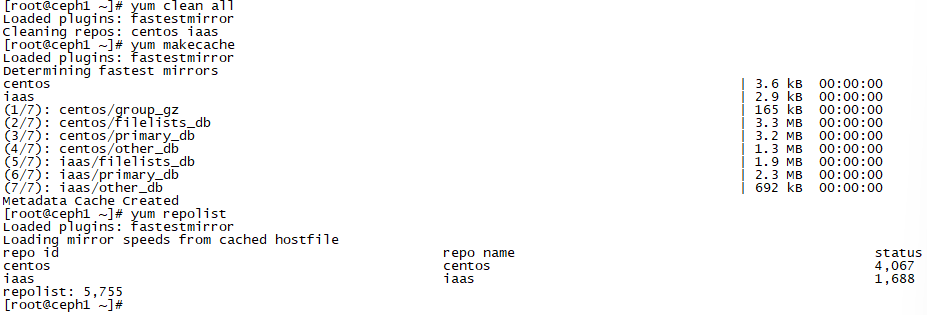 [root@ceph1 ~]# yum clean all
Loaded plugins: fastestmirror
Cleaning repos: centos iaas
[root@ceph1 ~]# yum makecache
Loaded plugins: fastestmirror
Determining fastest mirrors
centos | 3.6 kB 00:00:00
iaas | 2.9 kB 00:00:00
(1/7): centos/group_gz | 165 kB 00:00:00
(2/7): centos/filelists_db | 3.3 MB 00:00:00
(3/7): centos/primary_db | 3.2 MB 00:00:00
(4/7): centos/other_db | 1.3 MB 00:00:00
(5/7): iaas/filelists_db | 1.9 MB 00:00:00
(6/7): iaas/primary_db | 2.3 MB 00:00:00
(7/7): iaas/other_db | 692 kB 00:00:00
Metadata Cache Created
[root@ceph1 ~]# yum repolist
Loaded plugins: fastestmirror
Loading mirror speeds from cached hostfile
repo id repo name status
centos centos 4,067
iaas iaas 1,688
repolist: 5,755
[root@ceph1 ~]#